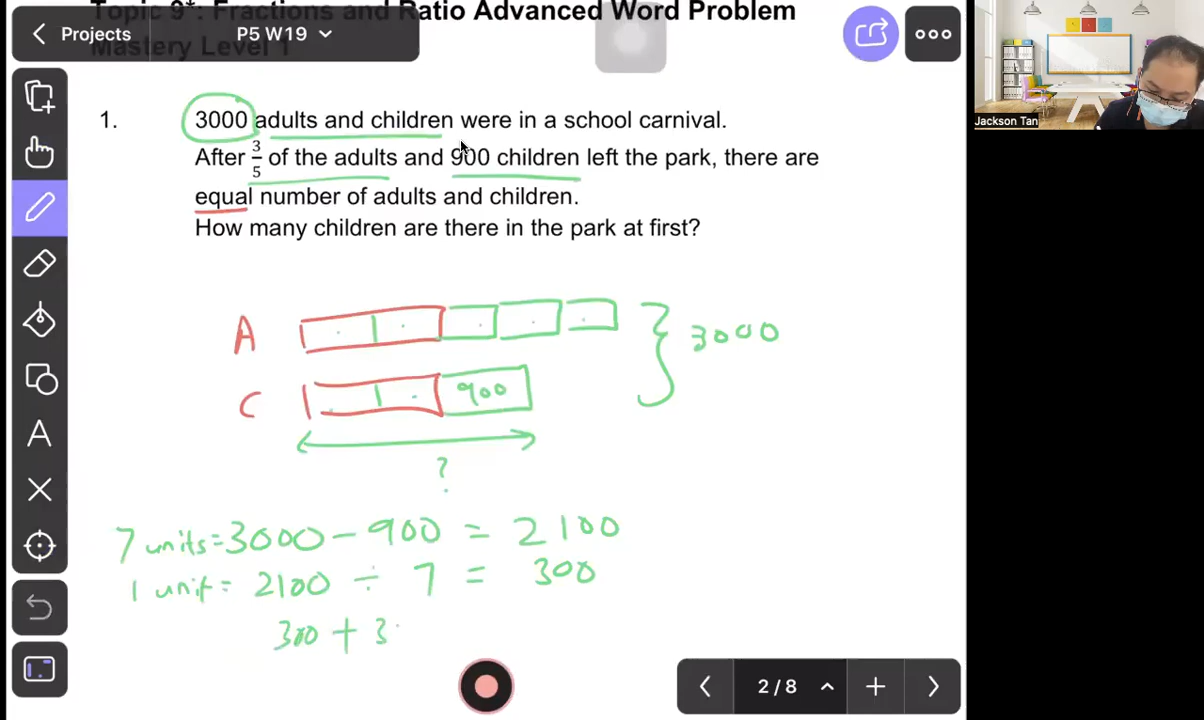 Topic 9*: Fractions and Ratio Advanced Word Problem
Projects
P5 W19
Mastery Level 1
1. 3000 adults and children were in a school carnival.
After 3/5 of the adults and 900 children left the park, there are
equal number of adults and children.
How many children are there in the park at first?
A
3000
C
900
?
7 units = 3000 - 900 = 2100
1 unit = 2100 ÷ 7 = 300
300 + 3
2 / 8
Jackson Tan